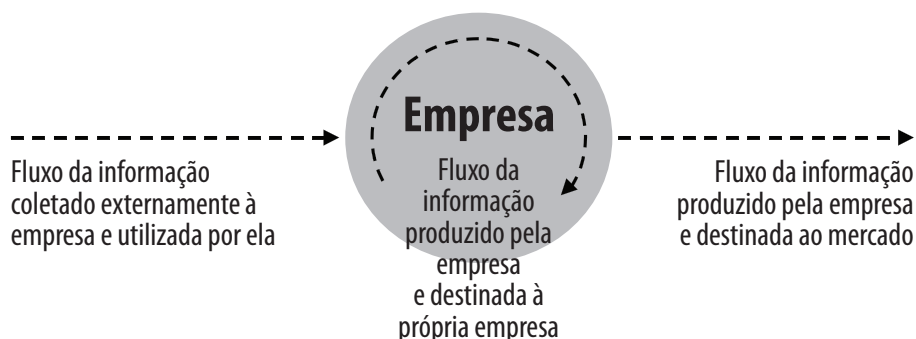 Empresa
Fluxo da informação
coletado externamente à
empresa e utilizada por ela
Fluxo da
informação
produzido pela
empresa
e destinada à
própria empresa
Fluxo da informação
produzido pela empresa
e destinada ao mercado